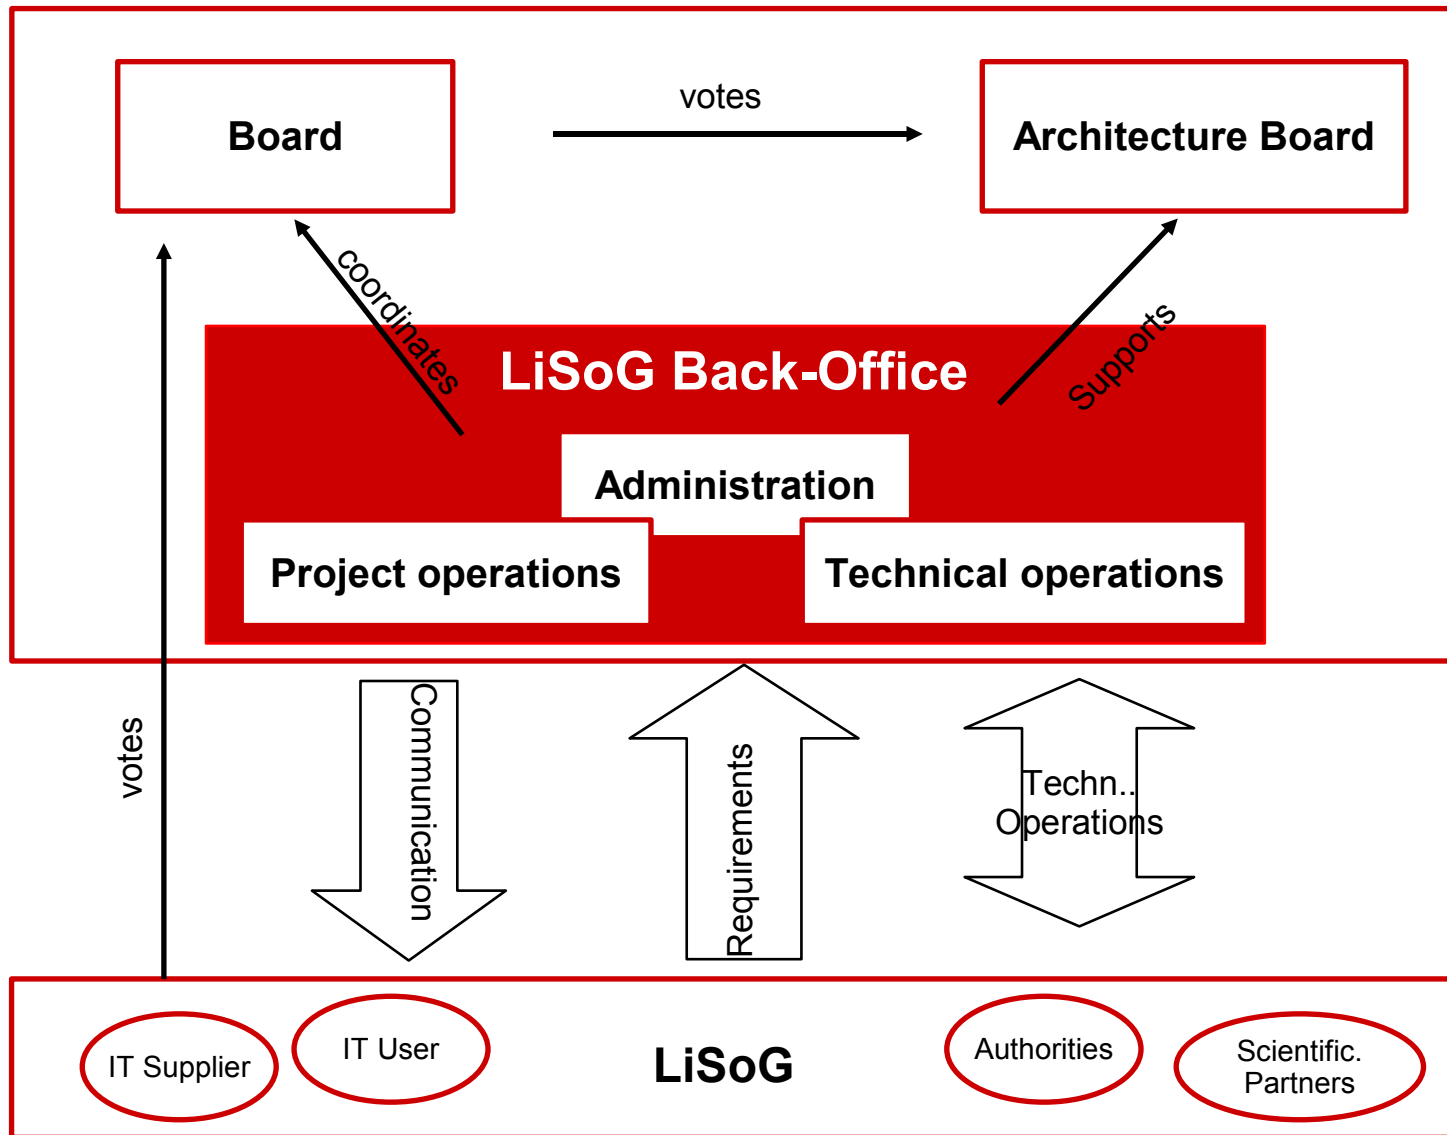 votes
Board
Architecture Board
coordinates
Supports
LiSoG Back-Office
Administration
Project operations
Technical operations
votes
Communication
Requirements
Techn..
Operations
IT Supplier
IT User
LiSoG
Authorities
Scientific.
Partners